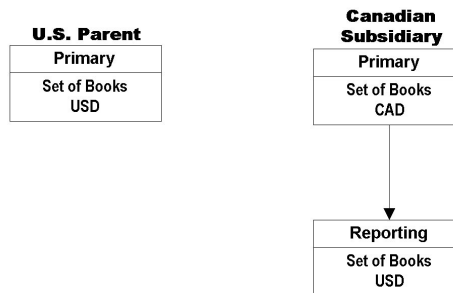 U.S. Parent
Primary
Set of Books
USD
Canadian
Subsidiary
Primary
Set of Books
CAD
Reporting
Set of Books
USD